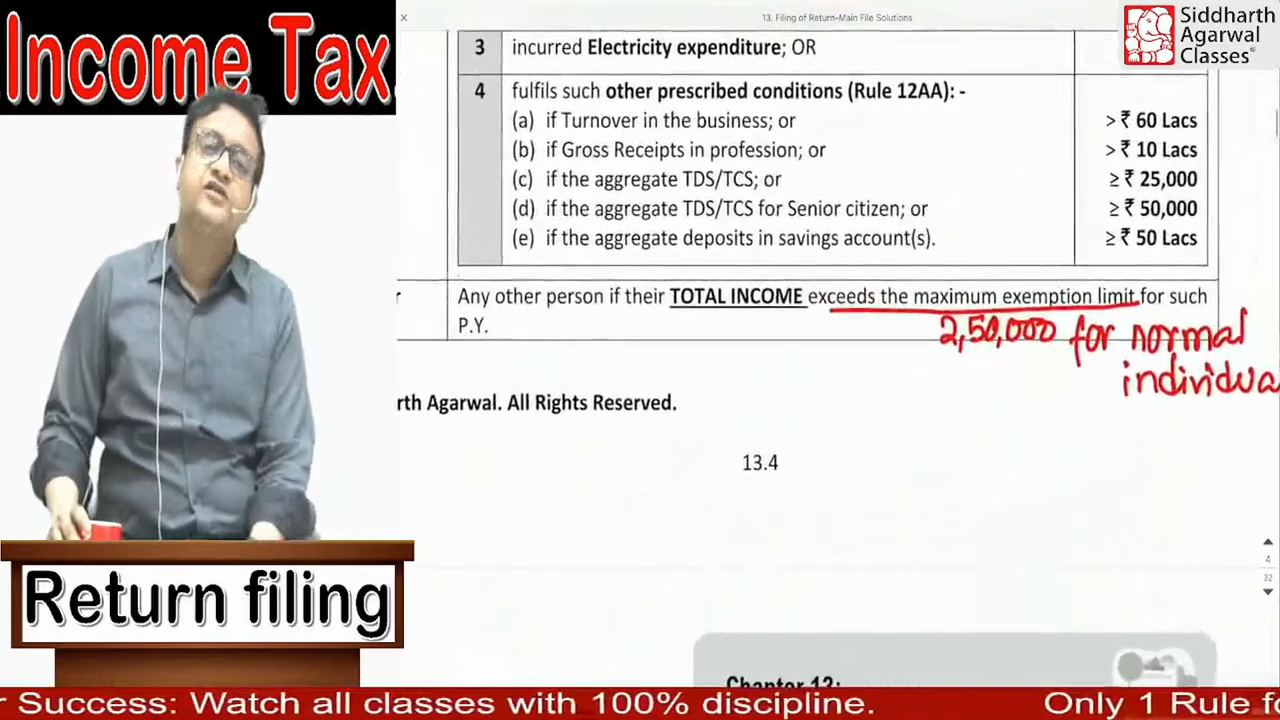 Income Tax.
Return filing
13. Filing of Return-Main File Solutions
Siddharth
Agarwal
Classes
3 incurred Electricity expenditure; OR
4 fulfils such other prescribed conditions (Rule 12AA): -
(a) if Turnover in the business; or > ₹ 60 Lacs
(b) if Gross Receipts in profession; or > ₹ 10 Lacs
(c) if the aggregate TDS/TCS; or ≥ ₹ 25,000
(d) if the aggregate TDS/TCS for Senior citizen; or ≥ ₹ 50,000
(e) if the aggregate deposits in savings account(s). ≥ ₹ 50 Lacs
r Any other person if their TOTAL INCOME exceeds the maximum exemption limit for such
P.Y.
2,50,000 for normal
individua
rth Agarwal. All Rights Reserved.
13.4
4
32
Chapter 13:
r Success: Watch all classes with 100% discipline. Only 1 Rule fo